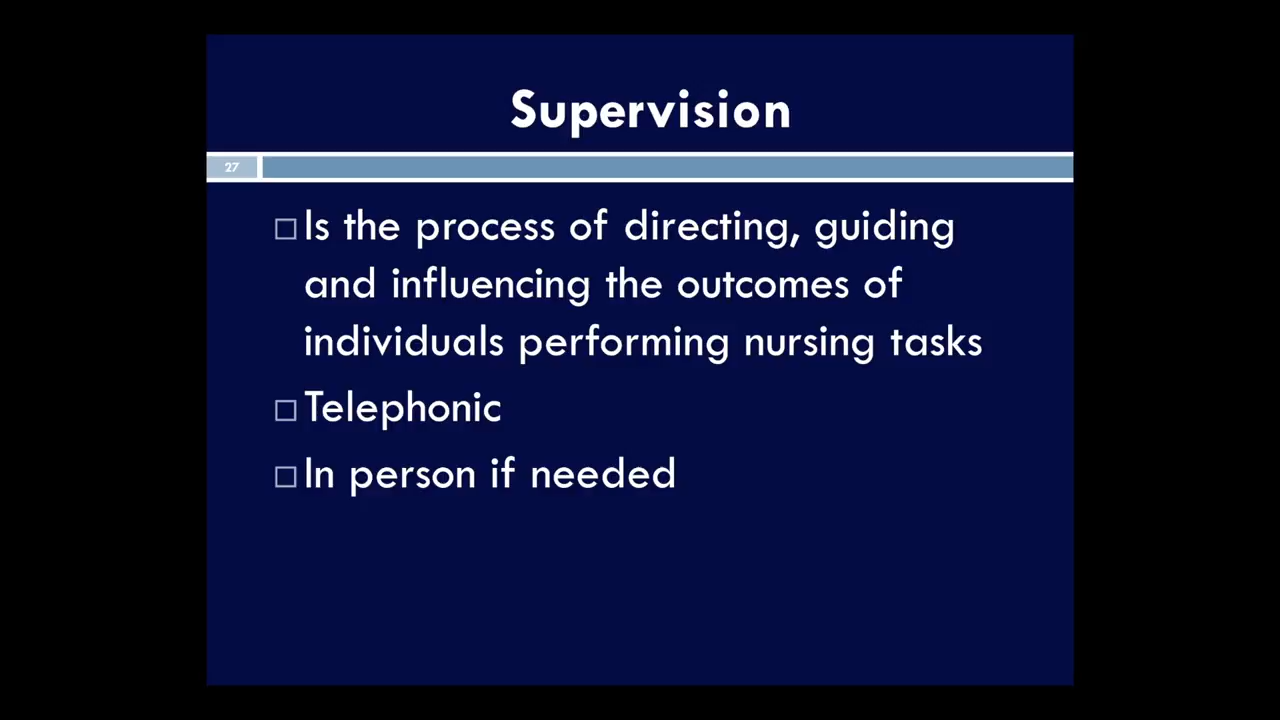 Supervision
27
Is the process of directing, guiding
and influencing the outcomes of
individuals performing nursing tasks
Telephonic
In person if needed